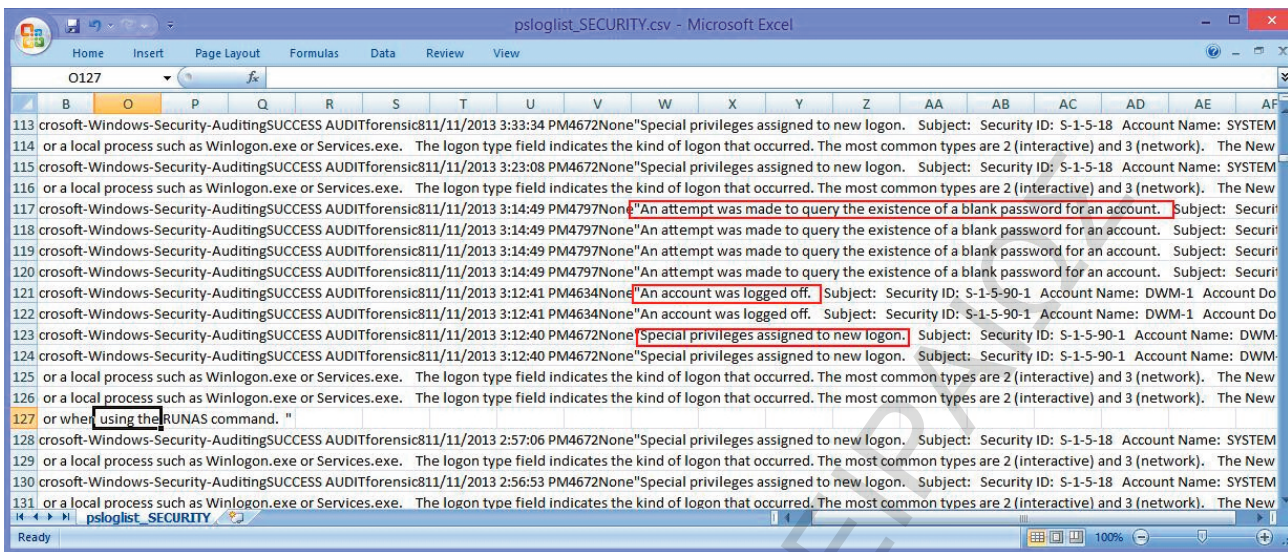 psloglist_SECURITY.csv - Microsoft Excel
Home Insert Page Layout Formulas Data Review View
O127 fx
B O P Q R S T U V W X Y Z AA AB AC AD AE AF
113 crosoft-Windows-Security-AuditingSUCCESS AUDITforensic811/11/2013 3:33:34 PM4672None"Special privileges assigned to new logon. Subject: Security ID: S-1-5-18 Account Name: SYSTEM
114 or a local process such as Winlogon.exe or Services.exe. The logon type field indicates the kind of logon that occurred. The most common types are 2 (interactive) and 3 (network). The New
115 crosoft-Windows-Security-AuditingSUCCESS AUDITforensic811/11/2013 3:23:08 PM4672None"Special privileges assigned to new logon. Subject: Security ID: S-1-5-18 Account Name: SYSTEM
116 or a local process such as Winlogon.exe or Services.exe. The logon type field indicates the kind of logon that occurred. The most common types are 2 (interactive) and 3 (network). The New
117 crosoft-Windows-Security-AuditingSUCCESS AUDITforensic811/11/2013 3:14:49 PM4797None"An attempt was made to query the existence of a blank password for an account. Subject: Securit
118 crosoft-Windows-Security-AuditingSUCCESS AUDITforensic811/11/2013 3:14:49 PM4797None"An attempt was made to query the existence of a blank password for an account. Subject: Securit
119 crosoft-Windows-Security-AuditingSUCCESS AUDITforensic811/11/2013 3:14:49 PM4797None"An attempt was made to query the existence of a blank password for an account. Subject: Securit
120 crosoft-Windows-Security-AuditingSUCCESS AUDITforensic811/11/2013 3:14:49 PM4797None"An attempt was made to query the existence of a blank password for an account. Subject: Securit
121 crosoft-Windows-Security-AuditingSUCCESS AUDITforensic811/11/2013 3:12:41 PM4634None"An account was logged off. Subject: Security ID: S-1-5-90-1 Account Name: DWM-1 Account Do
122 crosoft-Windows-Security-AuditingSUCCESS AUDITforensic811/11/2013 3:12:41 PM4634None"An account was logged off. Subject: Security ID: S-1-5-90-1 Account Name: DWM-1 Account Do
123 crosoft-Windows-Security-AuditingSUCCESS AUDITforensic811/11/2013 3:12:40 PM4672None"Special privileges assigned to new logon. Subject: Security ID: S-1-5-90-1 Account Name: DWM-
124 crosoft-Windows-Security-AuditingSUCCESS AUDITforensic811/11/2013 3:12:40 PM4672None"Special privileges assigned to new logon. Subject: Security ID: S-1-5-90-1 Account Name: DWM-
125 or a local process such as Winlogon.exe or Services.exe. The logon type field indicates the kind of logon that occurred. The most common types are 2 (interactive) and 3 (network). The New
126 or a local process such as Winlogon.exe or Services.exe. The logon type field indicates the kind of logon that occurred. The most common types are 2 (interactive) and 3 (network). The New
127 or when using the RUNAS command. "
128 crosoft-Windows-Security-AuditingSUCCESS AUDITforensic811/11/2013 2:57:06 PM4672None"Special privileges assigned to new logon. Subject: Security ID: S-1-5-18 Account Name: SYSTEM
129 or a local process such as Winlogon.exe or Services.exe. The logon type field indicates the kind of logon that occurred. The most common types are 2 (interactive) and 3 (network). The New
130 crosoft-Windows-Security-AuditingSUCCESS AUDITforensic811/11/2013 2:56:53 PM4672None"Special privileges assigned to new logon. Subject: Security ID: S-1-5-18 Account Name: SYSTEM
131 or a local process such as Winlogon.exe or Services.exe. The logon type field indicates the kind of logon that occurred. The most common types are 2 (interactive) and 3 (network). The New
psloglist_SECURITY
Ready 100%